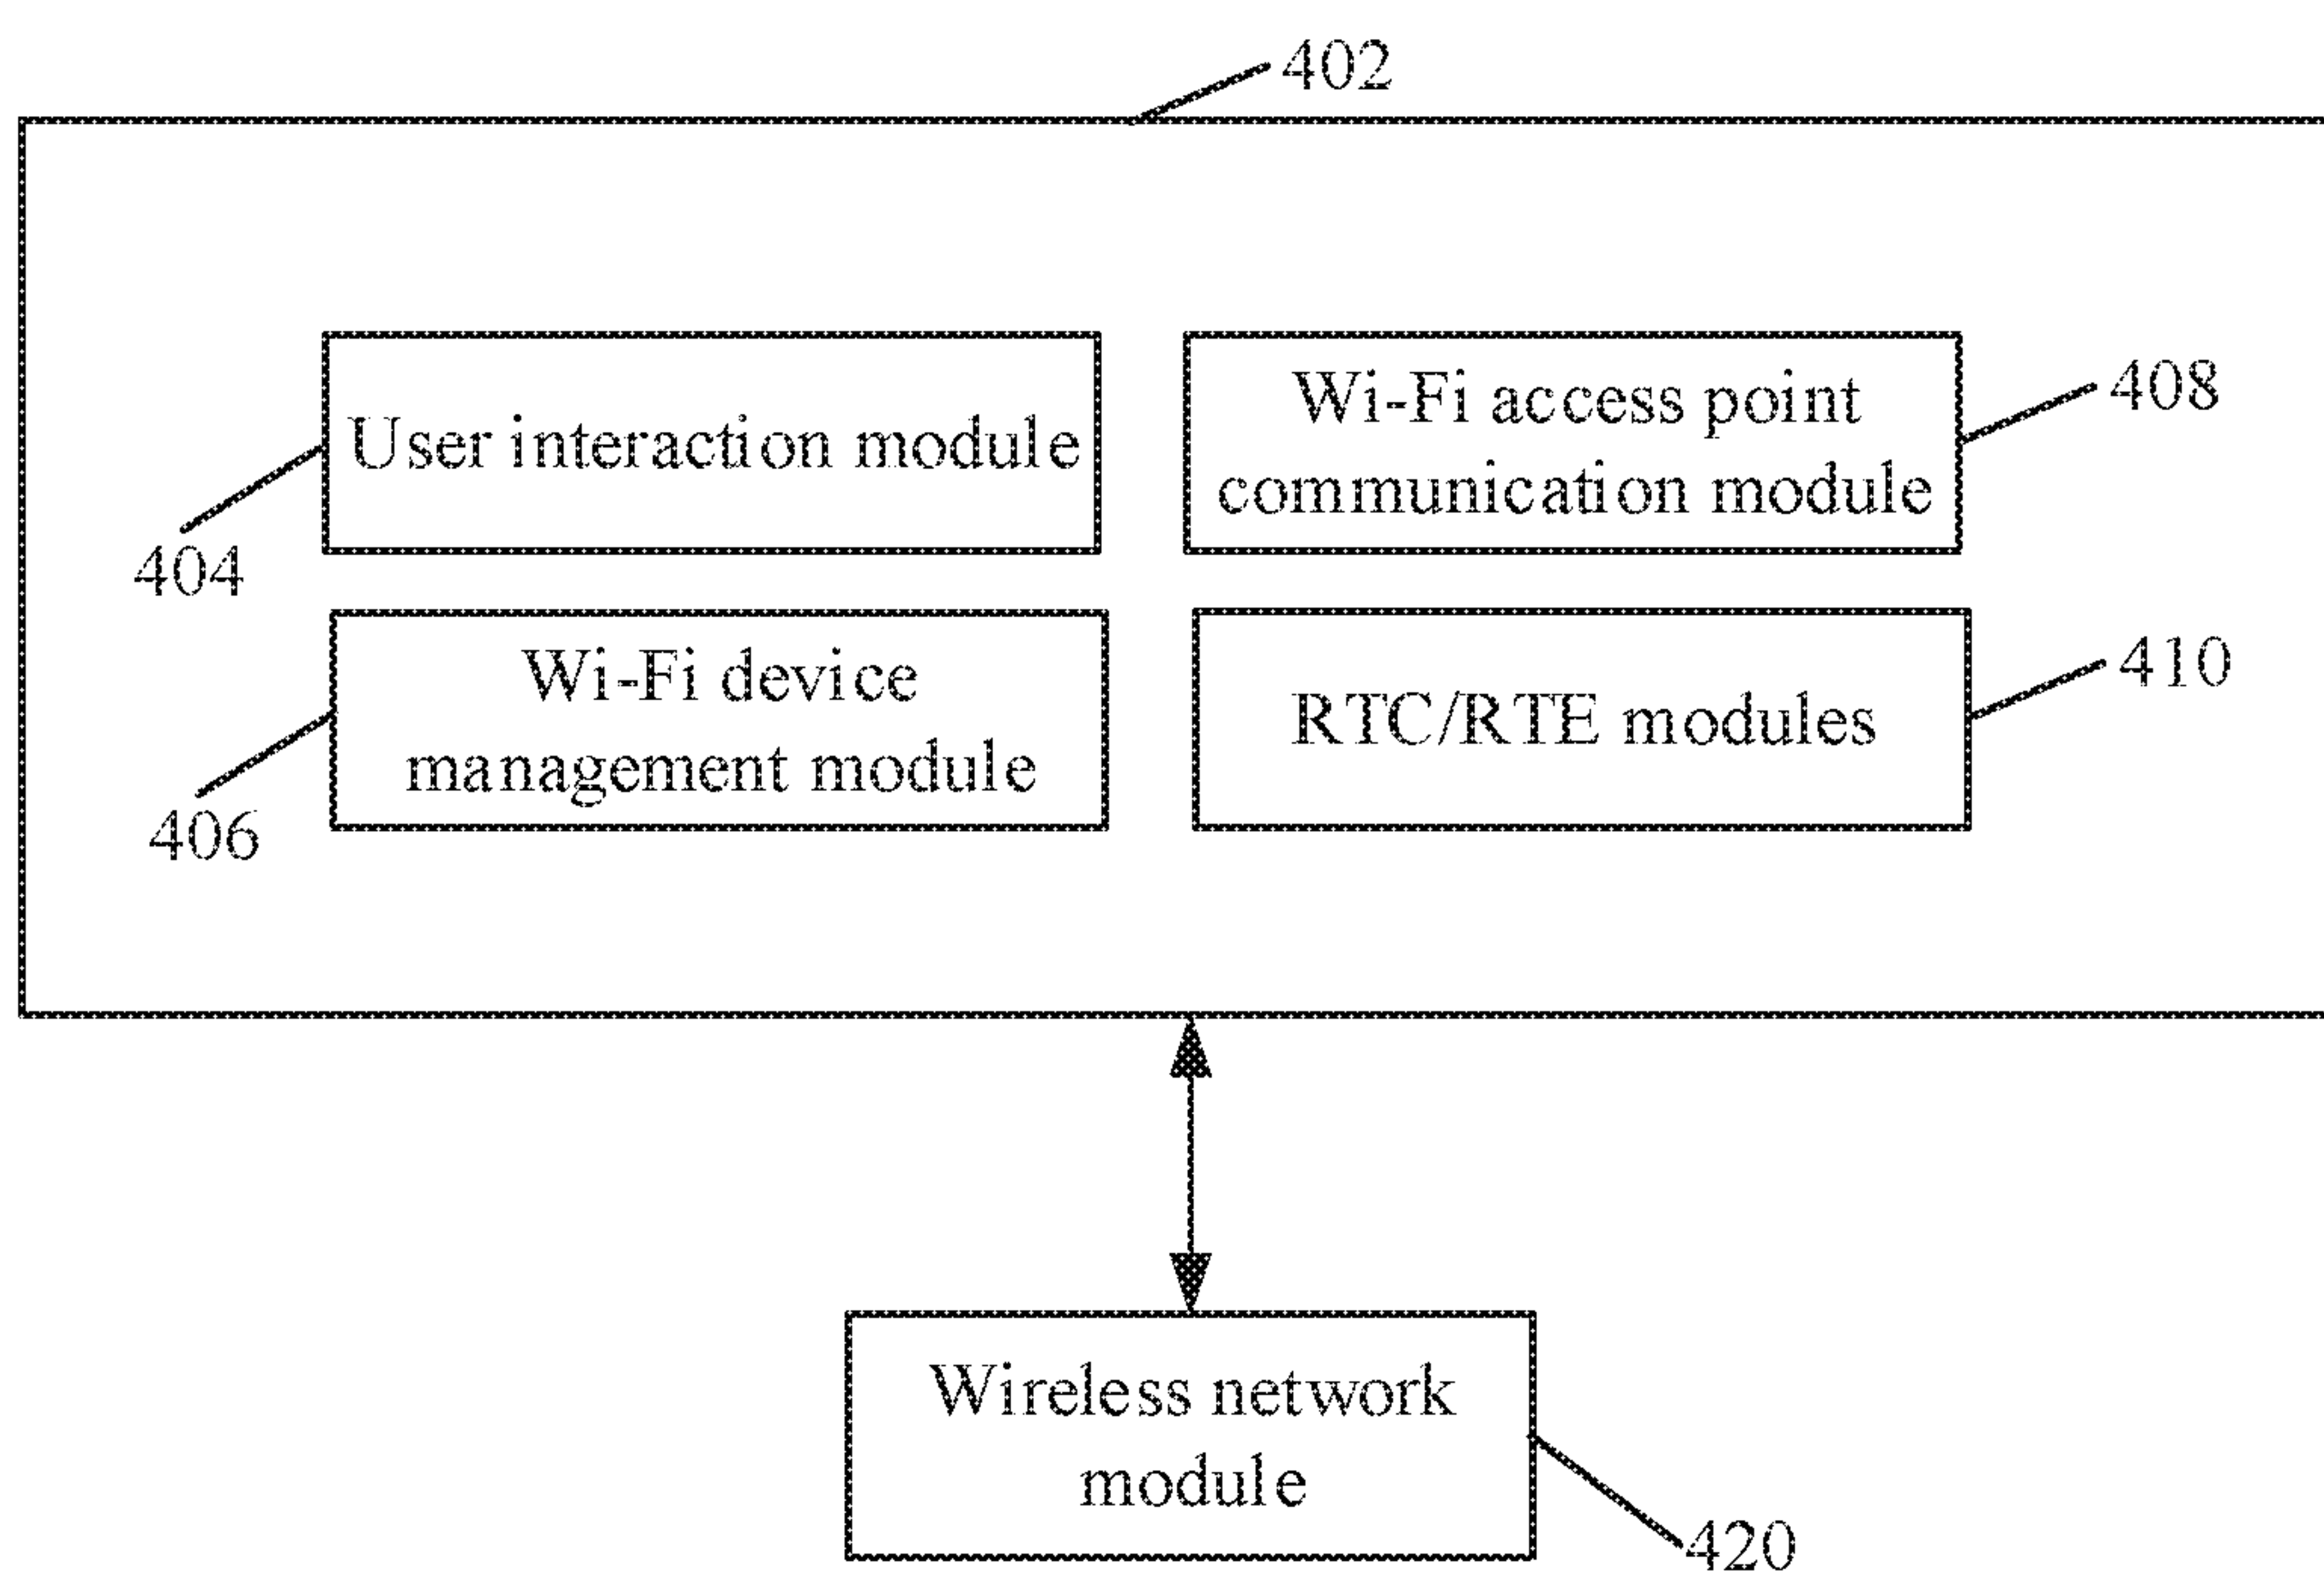 402
User interaction module
404
Wi-Fi access point
communication module
408
Wi-Fi device
management module
406
RTC/RTE modules
410
Wireless network
module
420